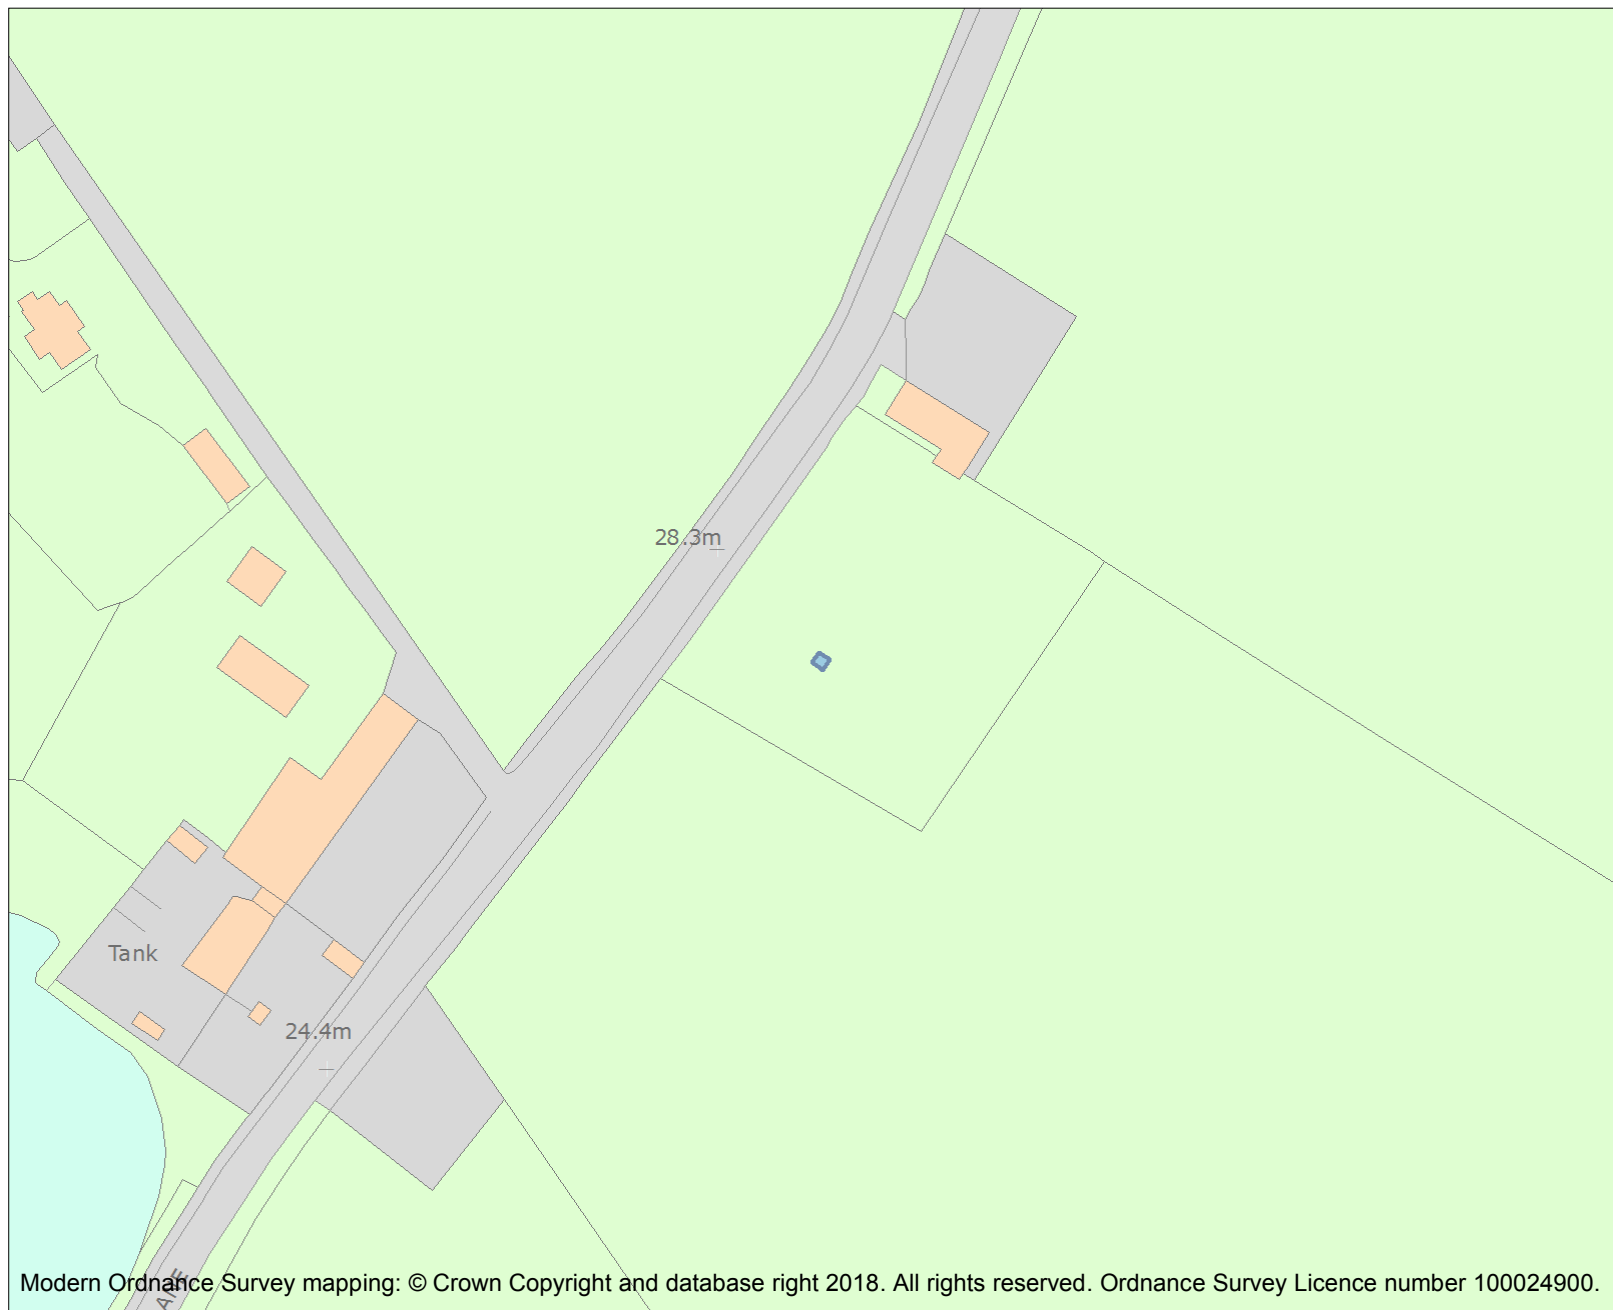 28.3m
Tank
24.4m
Modern Ordnance Survey mapping: © Crown Copyright and database right 2018. All rights reserved. Ordnance Survey Licence number 100024900.